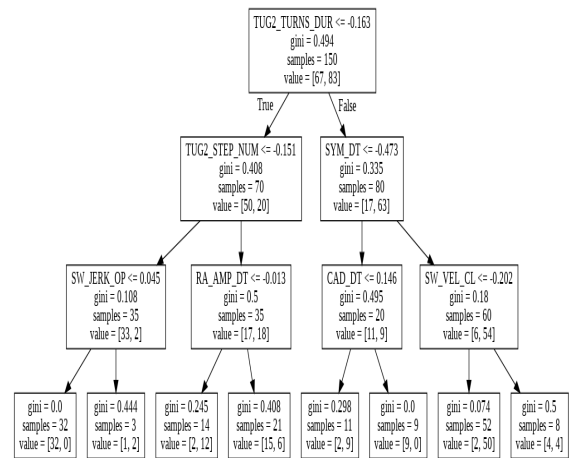 TUG2_TURNS_DUR <= -0.163
gini = 0.494
samples = 150
value = [67, 83]
True
False
TUG2_STEP_NUM <= -0.151
gini = 0.408
samples = 70
value = [50, 20]
SYM_DT <= -0.473
gini = 0.335
samples = 80
value = [17, 63]
SW_JERK_OP <= 0.045
gini = 0.108
samples = 35
value = [33, 2]
RA_AMP_DT <= -0.013
gini = 0.5
samples = 35
value = [17, 18]
CAD_DT <= 0.146
gini = 0.495
samples = 20
value = [11, 9]
SW_VEL_CL <= -0.202
gini = 0.18
samples = 60
value = [6, 54]
gini = 0.0
samples = 32
value = [32, 0]
gini = 0.444
samples = 3
value = [1, 2]
gini = 0.245
samples = 14
value = [2, 12]
gini = 0.408
samples = 21
value = [15, 6]
gini = 0.298
samples = 11
value = [2, 9]
gini = 0.0
samples = 9
value = [9, 0]
gini = 0.074
samples = 52
value = [2, 50]
gini = 0.5
samples = 8
value = [4, 4]